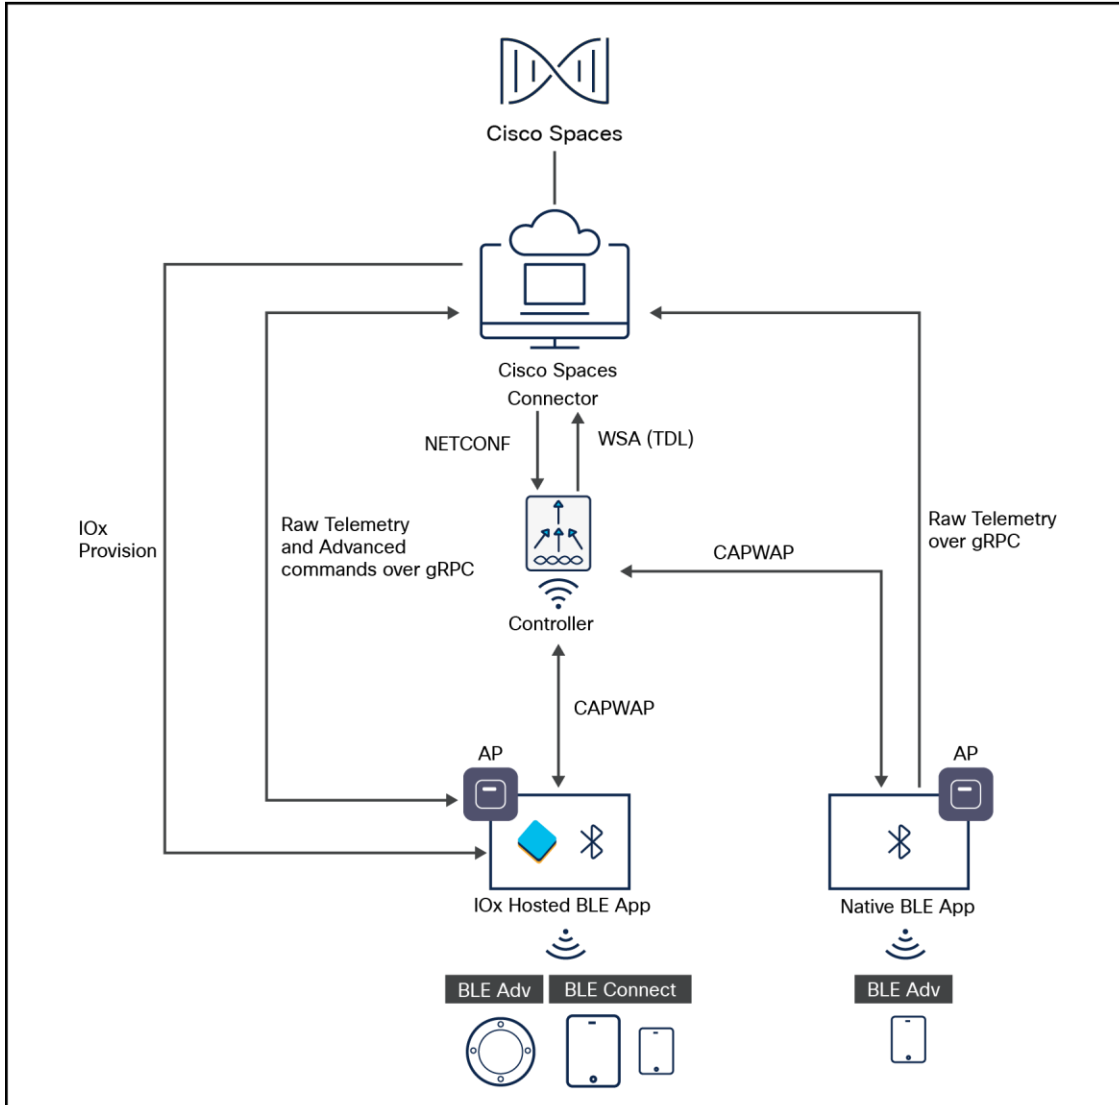 Cisco Spaces
Cisco Spaces
Connector
NETCONF
WSA (TDL)
IOx
Provision
Raw Telemetry
and Advanced
commands over gRPC
CAPWAP
Raw Telemetry
over gRPC
Controller
CAPWAP
AP
AP
IOx Hosted BLE App
Native BLE App
BLE Adv
BLE Connect
BLE Adv